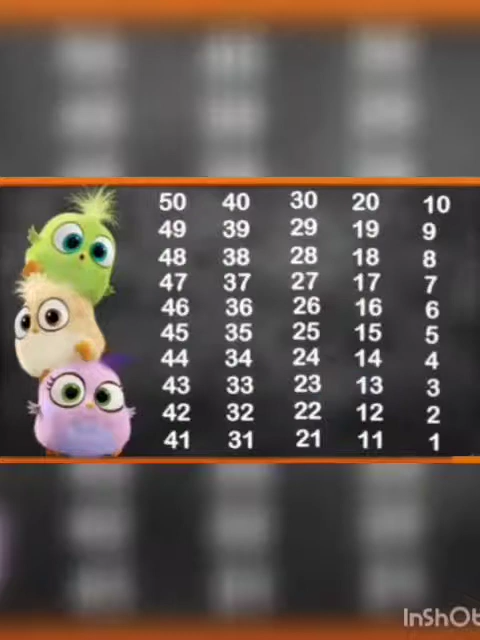 50 40 30 20 10
49 39 29 19 9
48 38 28 18 8
47 37 27 17 7
46 36 26 16 6
45 35 25 15 5
44 34 24 14 4
43 33 23 13 3
42 32 22 12 2
41 31 21 11 1
InShOt